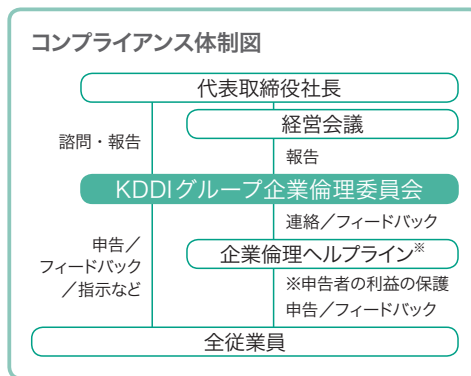 コンプライアンス体制図
代表取締役社長
経営会議
諮問・報告
報告
KDDIグループ企業倫理委員会
連絡／フィードバック
申告／
フィードバック
／指示など
企業倫理ヘルプライン※
※申告者の利益の保護
申告／フィードバック
全従業員